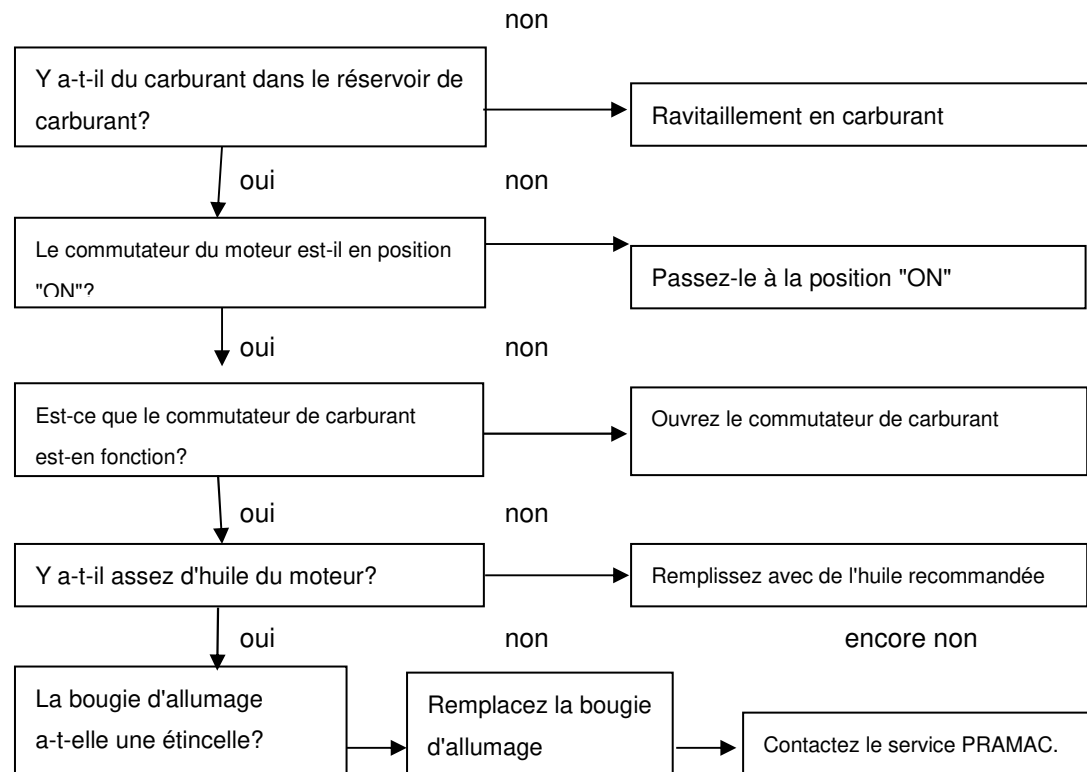 non
Y a-t-il du carburant dans le réservoir de
carburant?
Ravitaillement en carburant
oui
non
Le commutateur du moteur est-il en position
"ON"?
Passez-le à la position "ON"
oui
non
Est-ce que le commutateur de carburant
est-en fonction?
Ouvrez le commutateur de carburant
oui
non
Y a-t-il assez d'huile du moteur?
Remplissez avec de l'huile recommandée
oui
non
encore non
La bougie d'allumage
a-t-elle une étincelle?
Remplacez la bougie
d'allumage
Contactez le service PRAMAC.